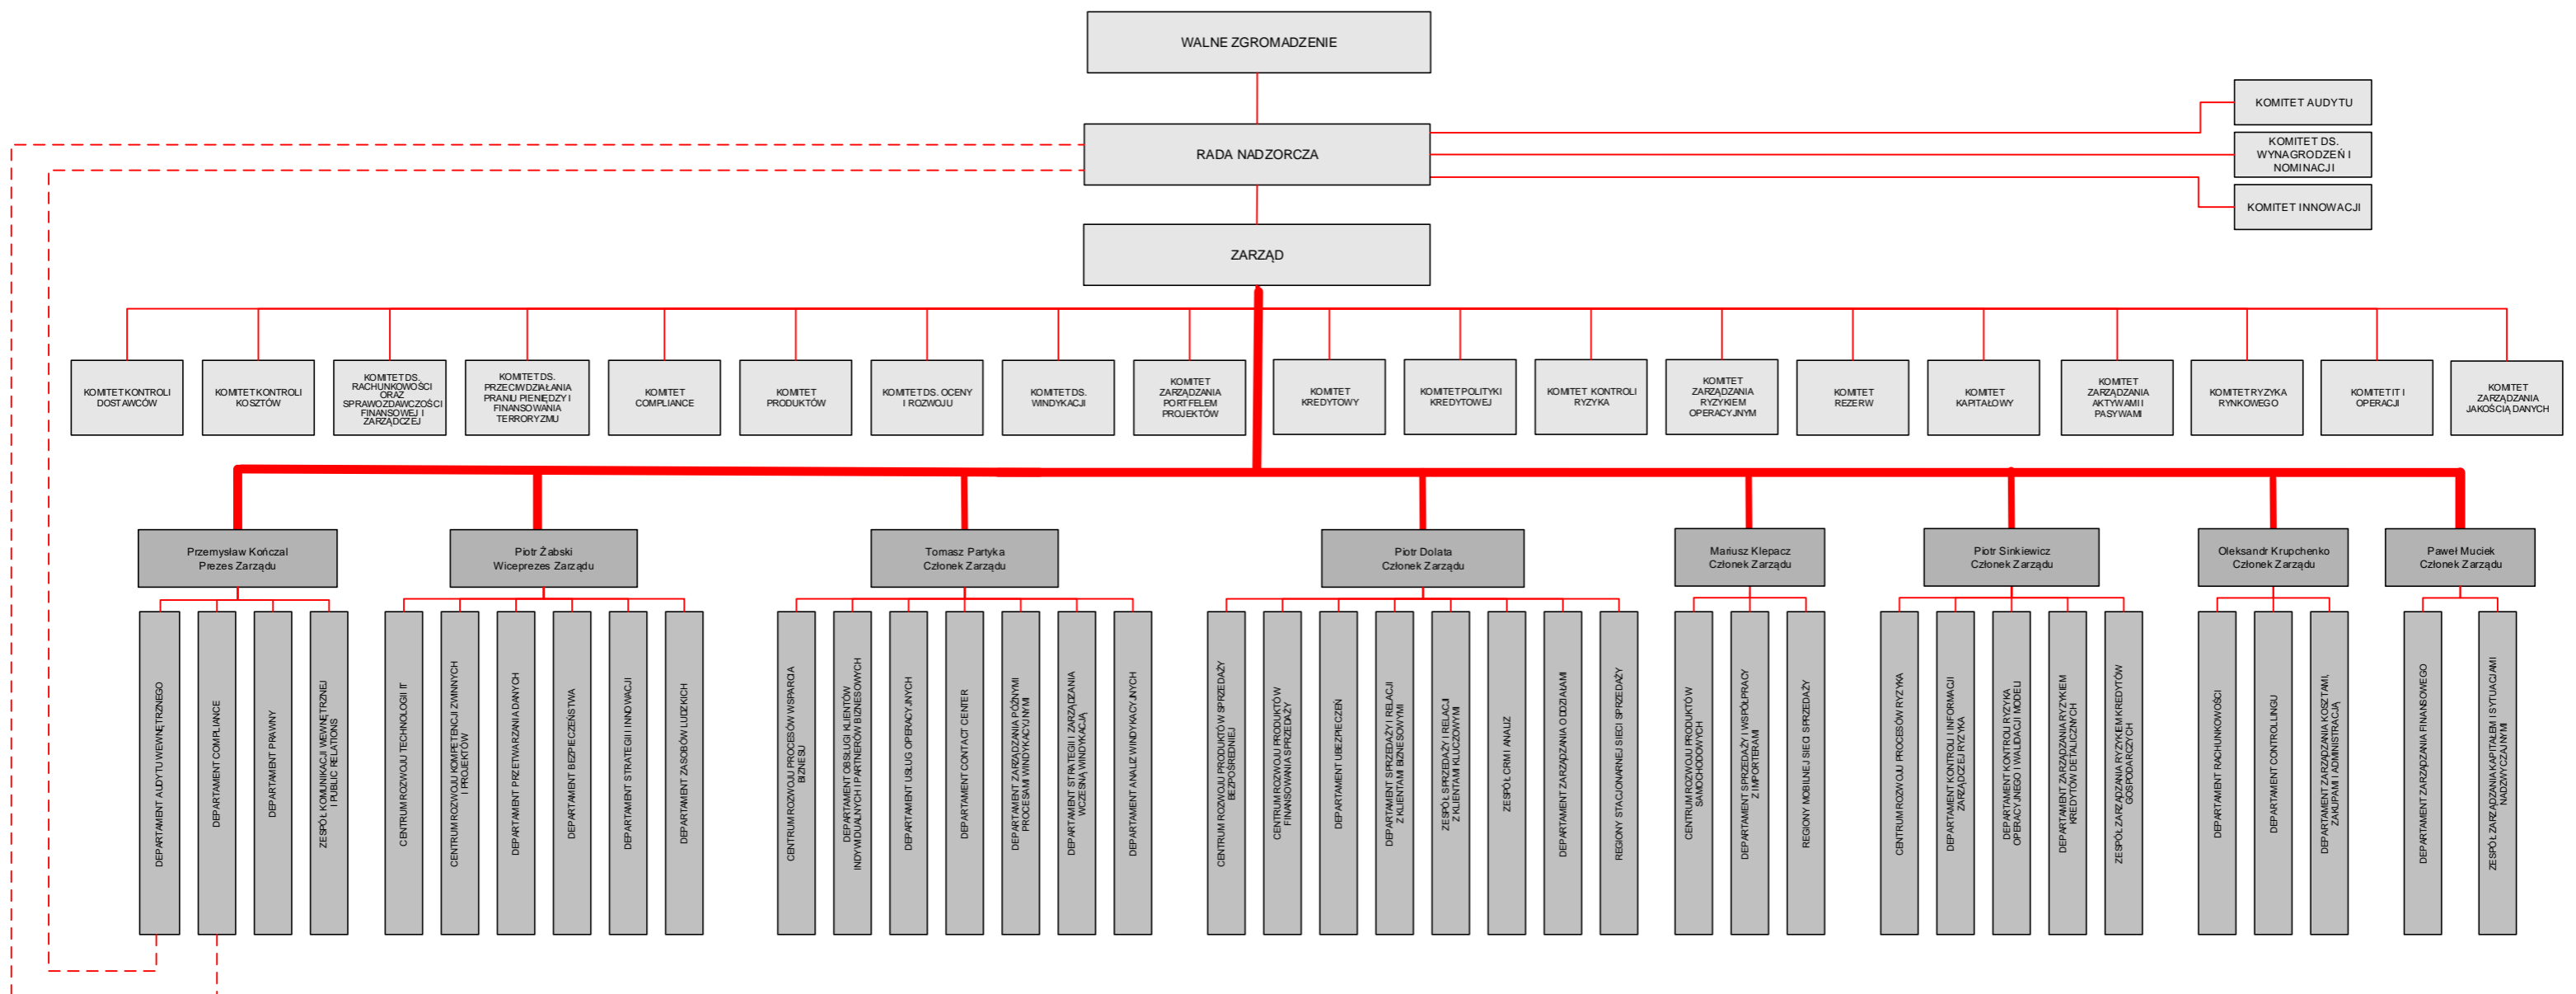 WALNE ZGROMADZENIE
KOMITET AUDYTU
RADA NADZORCZA
KOMITET DS.
WYNAGRODZEŃ I
NOMINACJI
KOMITET INNOWACJI
ZARZĄD
KOMITET KONTROLI
DOSTAWCÓW
KOMITET KONTROLI
KOSZTÓW
KOMITET DS.
RACHUNKOWOŚCI
ORAZ
SPRAWOZDAWCZOŚCI
FINANSOWEJ I
ZARZĄDCZEJ
KOMITET DS.
PRZECIWDZIAŁANIA
PRANIU PIENIĘDZY I
FINANSOWANIA
TERRORYZMU
KOMITET
COMPLIANCE
KOMITET
PRODUKTÓW
KOMITET DS. OCENY
I ROZWOJU
KOMITET DS.
WINDYKACJI
KOMITET
ZARZĄDZANIA
PORTFELEM
PROJEKTÓW
KOMITET
KREDYTOWY
KOMITET POLITYKI
KREDYTOWEJ
KOMITET KONTROLI
RYZYKA
KOMITET
ZARZĄDZANIA
RYZYKIEM
OPERACYJNYM
KOMITET
REZERW
KOMITET
KAPITAŁOWY
KOMITET
ZARZĄDZANIA
AKTYWAMI I
PASYWAMI
KOMITET RYZYKA
RYNKOWEGO
KOMITET IT I
OPERACJI
KOMITET
ZARZĄDZANIA
JAKOŚCIĄ DANYCH
Przemysław Kończal
Prezes Zarządu
Piotr Żabski
Wiceprezes Zarządu
Tomasz Partyka
Członek Zarządu
Piotr Dolata
Członek Zarządu
Mariusz Klepacz
Członek Zarządu
Piotr Sinkiewicz
Członek Zarządu
Oleksandr Krupchenko
Członek Zarządu
Paweł Muciek
Członek Zarządu
DEPARTAMENT AUDYTU WEWNĘTRZNEGO
DEPARTAMENT COMPLIANCE
DEPARTAMENT PRAWNY
ZESPÓŁ KOMUNIKACJI WEWNĘTRZNEJ
I PUBLIC RELATIONS
CENTRUM ROZWOJU TECHNOLOGII IT
CENTRUM ROZWOJU KOMPETENCJI ZWINNYCH
I PROJEKTÓW
DEPARTAMENT PRZETWARZANIA DANYCH
DEPARTAMENT BEZPIECZEŃSTWA
DEPARTAMENT STRATEGII I INNOWACJI
DEPARTAMENT ZASOBÓW LUDZKICH
CENTRUM ROZWOJU PROCESÓW WSPARCIA
BIZNESU
DEPARTAMENT OBSŁUGI KLIENTÓW
INDYWIDUALNYCH I PARTNERÓW BIZNESOWYCH
DEPARTAMENT USŁUG OPERACYJNYCH
DEPARTAMENT CONTACT CENTER
DEPARTAMENT ZARZĄDZANIA PÓŹNYMI
PROCESAMI WINDYKACYJNYMI
DEPARTAMENT STRATEGII I ZARZĄDZANIA
WCZESNĄ WINDYKACJĄ
DEPARTAMENT ANALIZ WINDYKACYJNYCH
CENTRUM ROZWOJU PRODUKTÓW W SPRZEDAŻY
BEZPOŚREDNIEJ
CENTRUM ROZWOJU PRODUKTÓW
FINANSOWANIA SPRZEDAŻY
DEPARTAMENT UBEZPIECZEŃ
DEPARTAMENT SPRZEDAŻY I RELACJI
Z KLIENTAMI BIZNESOWYMI
ZESPÓŁ SPRZEDAŻY I RELACJI
Z KLIENTAMI KLUCZOWYMI
ZESPÓŁ CRM I ANALIZ
DEPARTAMENT ZARZĄDZANIA ODDZIAŁAMI
REGIONY STACJONARNEJ SIECI SPRZEDAŻY
CENTRUM ROZWOJU PRODUKTÓW
SAMOCHODOWYCH
DEPARTAMENT SPRZEDAŻY I WSPÓŁPRACY
Z IMPORTERAMI
REGIONY MOBILNEJ SIECI SPRZEDAŻY
CENTRUM ROZWOJU PROCESÓW RYZYKA
DEPARTAMENT KONTROLI I INFORMACJI
ZARZĄDCZEJ RYZYKA
DEPARTAMENT KONTROLI RYZYKA
OPERACYJNEGO I WALIDACJI MODELI
DEPARTAMENT ZARZĄDZANIA RYZYKIEM
KREDYTÓW DETALICZNYCH
ZESPÓŁ ZARZĄDZANIA RYZYKIEM KREDYTÓW
GOSPODARCZYCH
DEPARTAMENT RACHUNKOWOŚCI
DEPARTAMENT CONTROLLINGU
DEPARTAMENT ZARZĄDZANIA KOSZTAMI,
ZAKUPAMI I ADMINISTRACJĄ
DEPARTAMENT ZARZĄDZANIA FINANSOWEGO
ZESPÓŁ ZARZĄDZANIA KAPITAŁEM I SYTUACJAMI
NADZWYCZAJNYMI